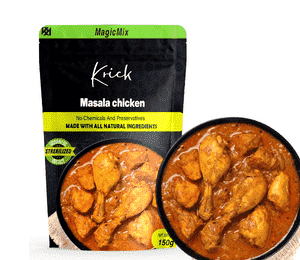 MagicMix
Krick
Masala chicken
No Chemicals And Preservatives
MADE WITH ALL NATURAL INGREDIENTS
STERILIZED
150g